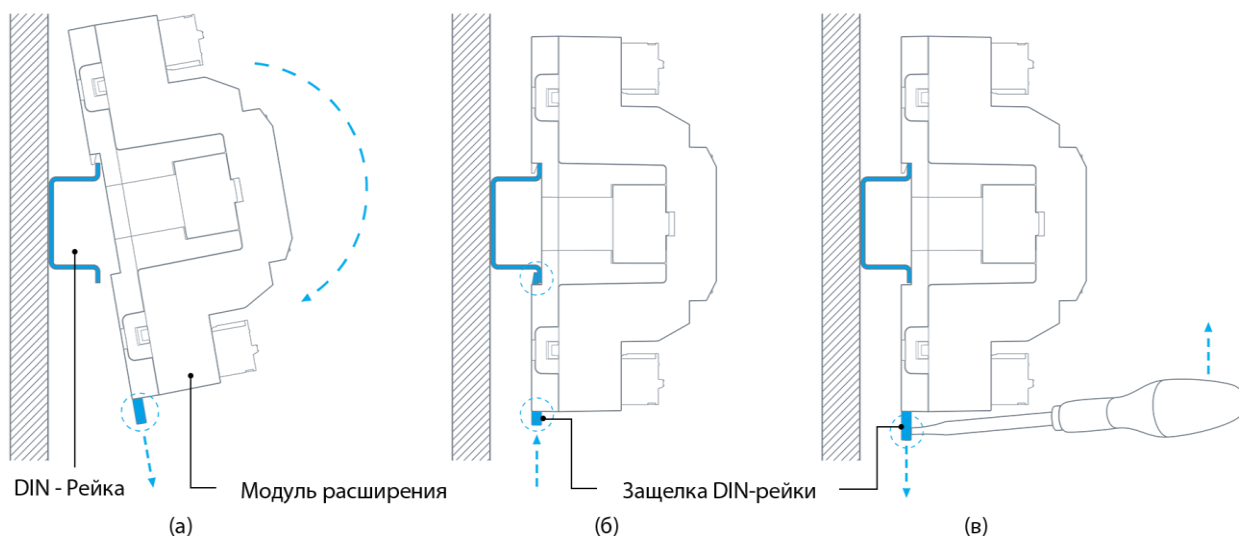 DIN - Рейка
Модуль расширения
Защелка DIN-рейки
(а)
(б)
(в)